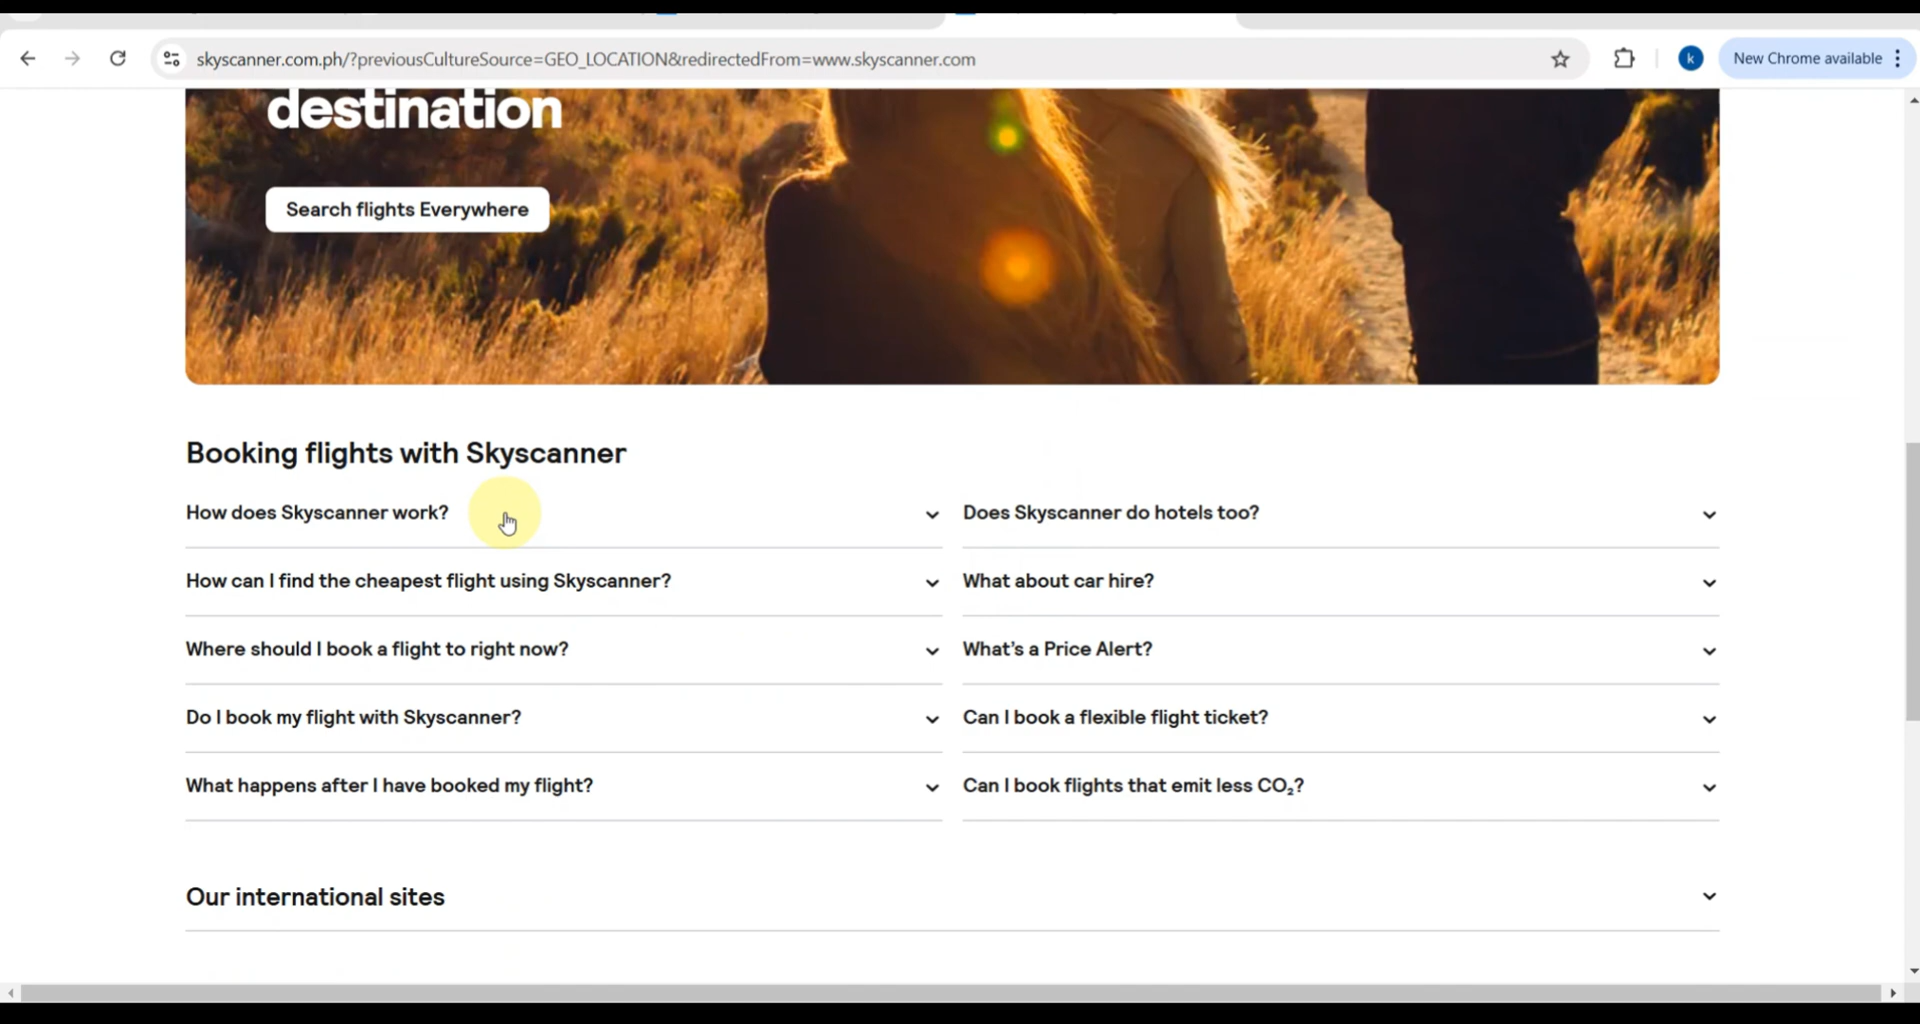 skyscanner.com.ph/?previousCultureSource=GEO_LOCATION&redirectedFrom=www.skyscanner.com
k
New Chrome available
destination
Search flights Everywhere
Booking flights with Skyscanner
How does Skyscanner work?
Does Skyscanner do hotels too?
How can I find the cheapest flight using Skyscanner?
What about car hire?
Where should I book a flight to right now?
What's a Price Alert?
Do I book my flight with Skyscanner?
Can I book a flexible flight ticket?
What happens after I have booked my flight?
Can I book flights that emit less CO₂?
Our international sites